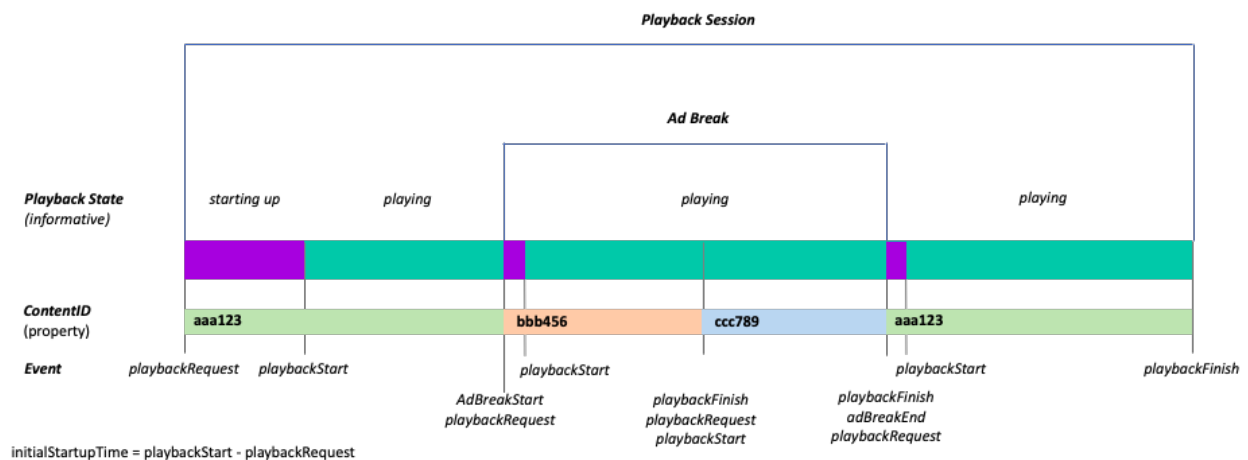 Playback Session
Ad Break
Playback State
(informative)
starting up
playing
playing
playing
ContentID
(property)
aaa123
bbb456
ccc789
aaa123
Event
playbackRequest
playbackStart
AdBreakStart
playbackRequest
playbackStart
playbackFinish
playbackRequest
playbackStart
playbackFinish
adBreakEnd
playbackRequest
playbackStart
playbackFinish
initialStartupTime = playbackStart - playbackRequest